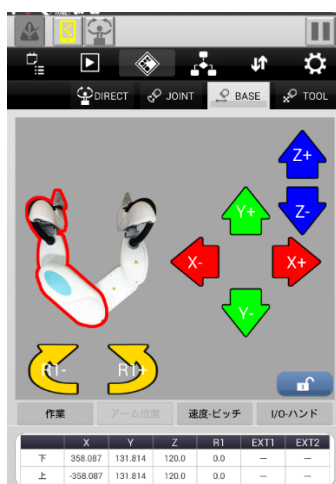 DIRECT JOINT BASE TOOL
Z+
Y+ Z-
X- X+
Y-
R1- R1+
作業 アーム位置 速度-ピッチ I/O-ハンド
X Y Z R1 EXT1 EXT2
下 358.087 131.814 120.0 0.0 -- --
上 -358.087 131.814 120.0 0.0 -- --